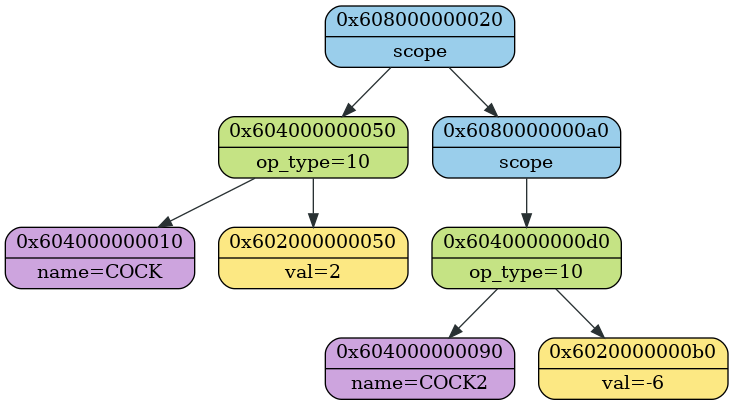 0x608000000020
scope
0x604000000050
op_type=10
0x6080000000a0
scope
0x604000000010
name=COCK
0x602000000050
val=2
0x6040000000d0
op_type=10
0x604000000090
name=COCK2
0x6020000000b0
val=-6